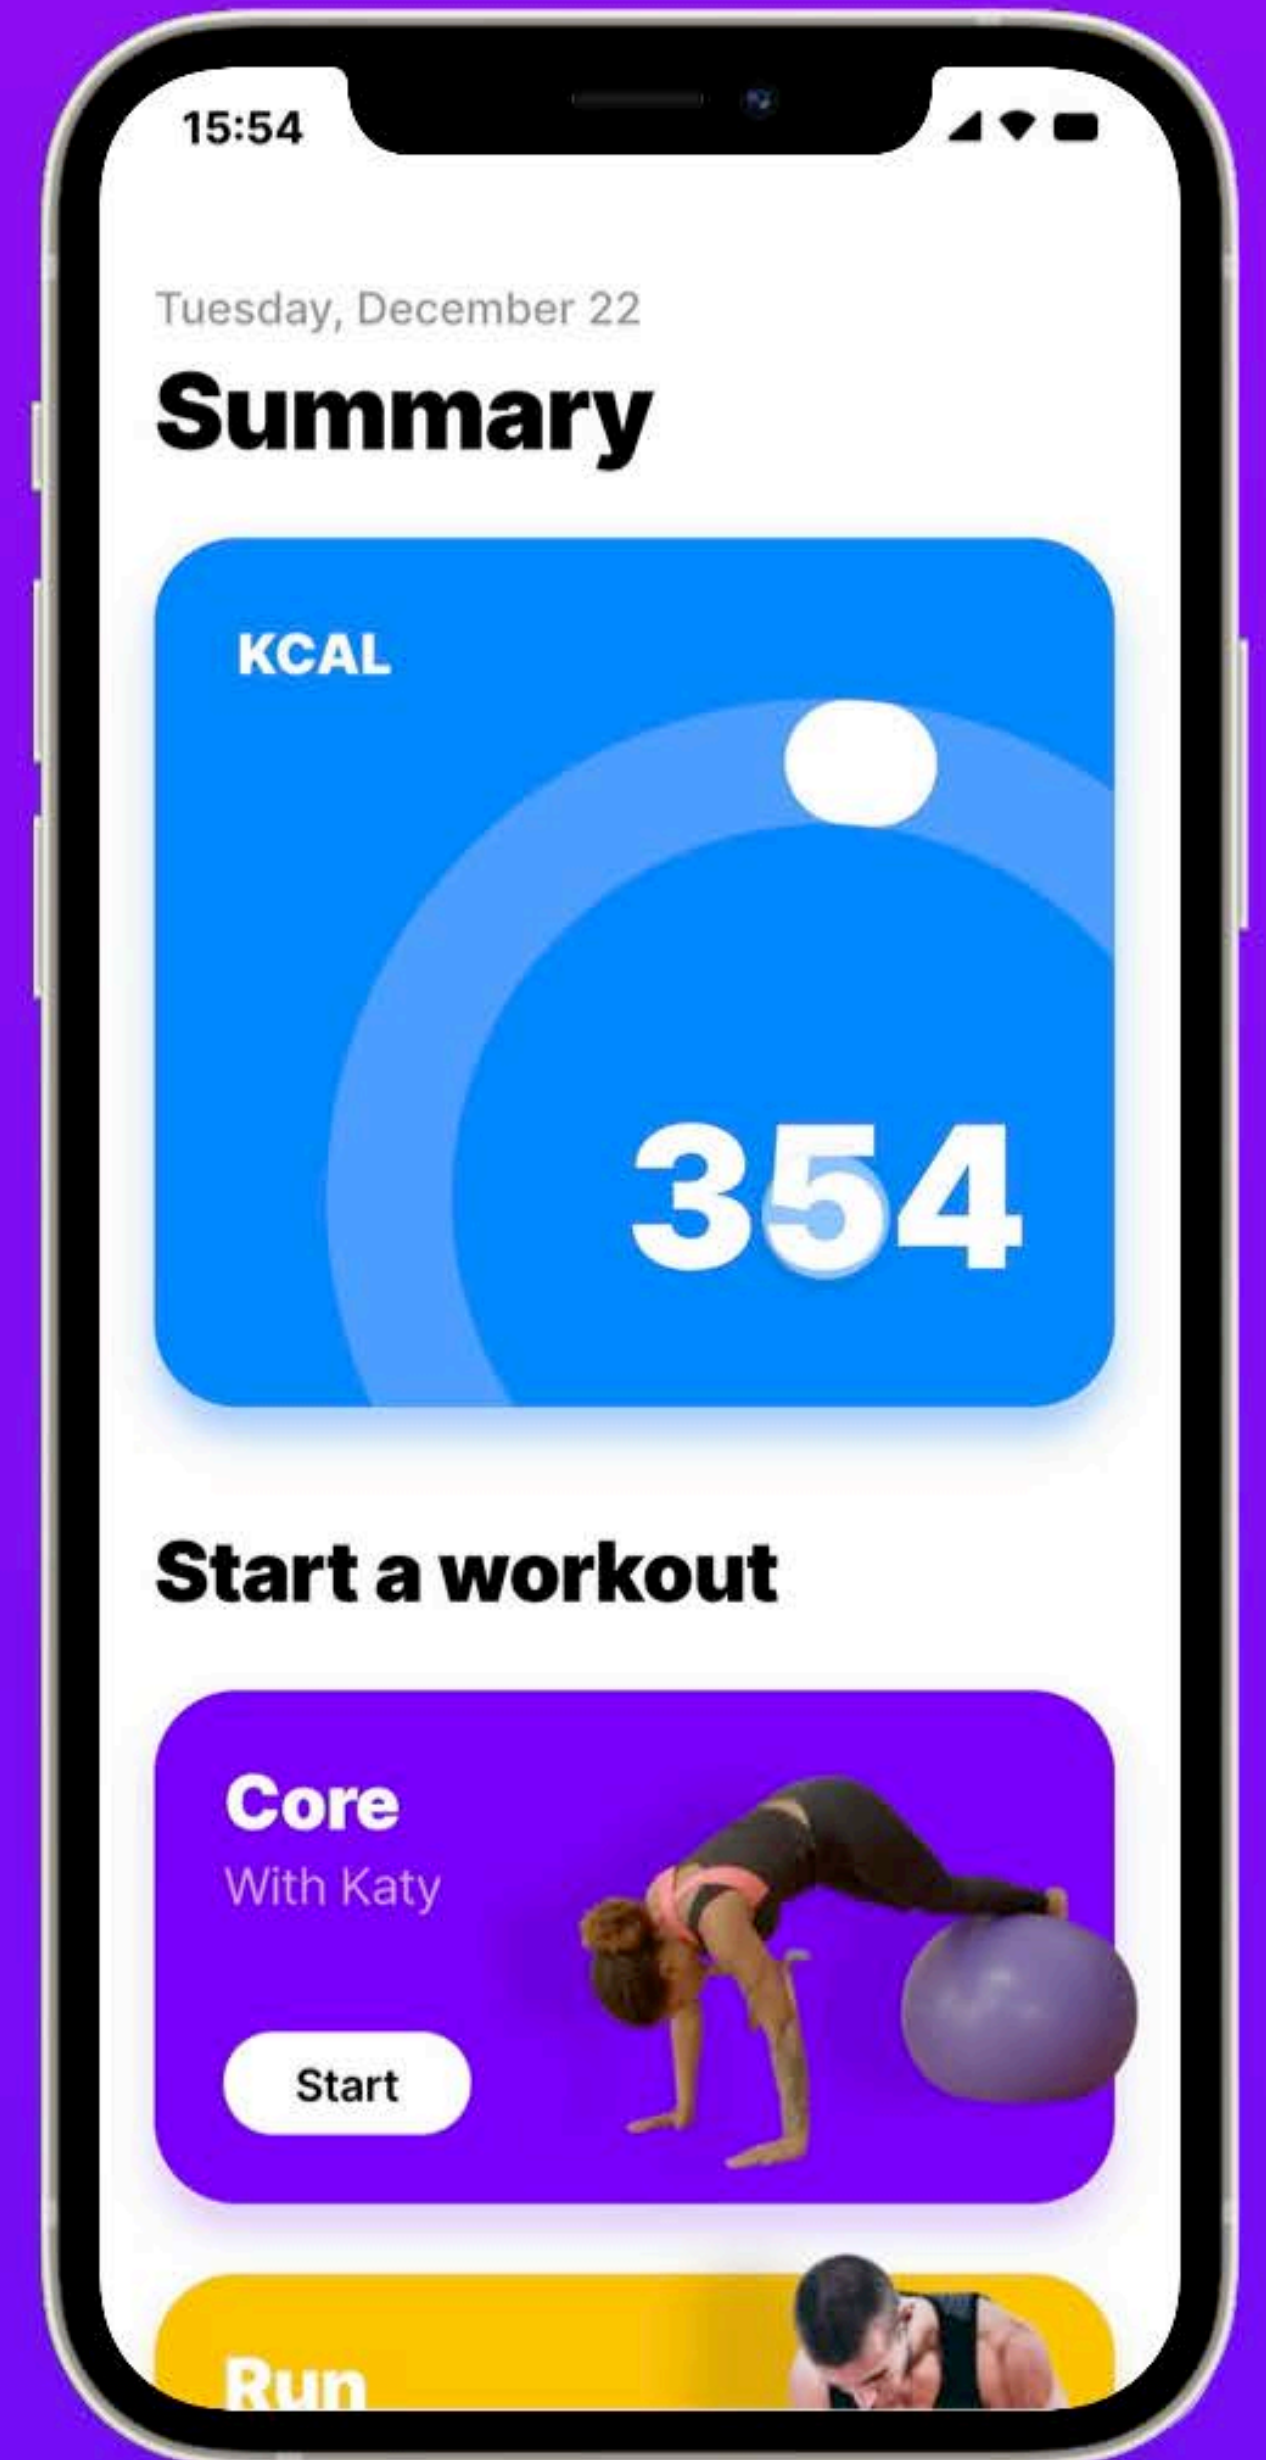 15:54
Tuesday, December 22
Summary
KCAL
354
Start a workout
Core
With Katy
Start
Run